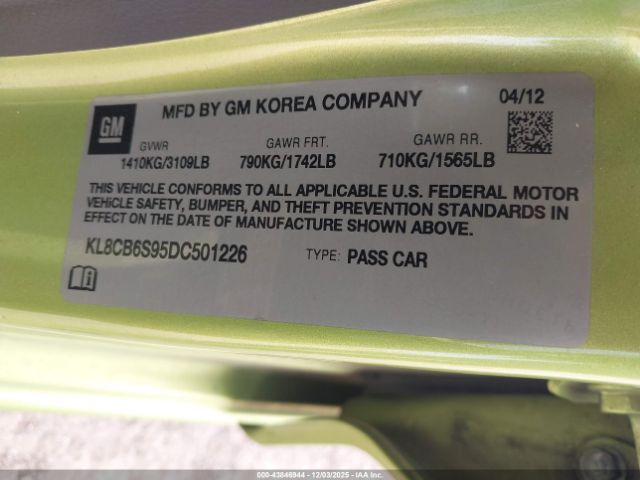 GM
MFD BY GM KOREA COMPANY 04/12
GVWR GAWR FRT. GAWR RR.
1410KG/3109LB 790KG/1742LB 710KG/1565LB
THIS VEHICLE CONFORMS TO ALL APPLICABLE U.S. FEDERAL MOTOR
VEHICLE SAFETY, BUMPER, AND THEFT PREVENTION STANDARDS IN
EFFECT ON THE DATE OF MANUFACTURE SHOWN ABOVE.
KL8CB6S95DC501226 TYPE: PASS CAR
000-43846944 12/03/2025 IAAI.COM